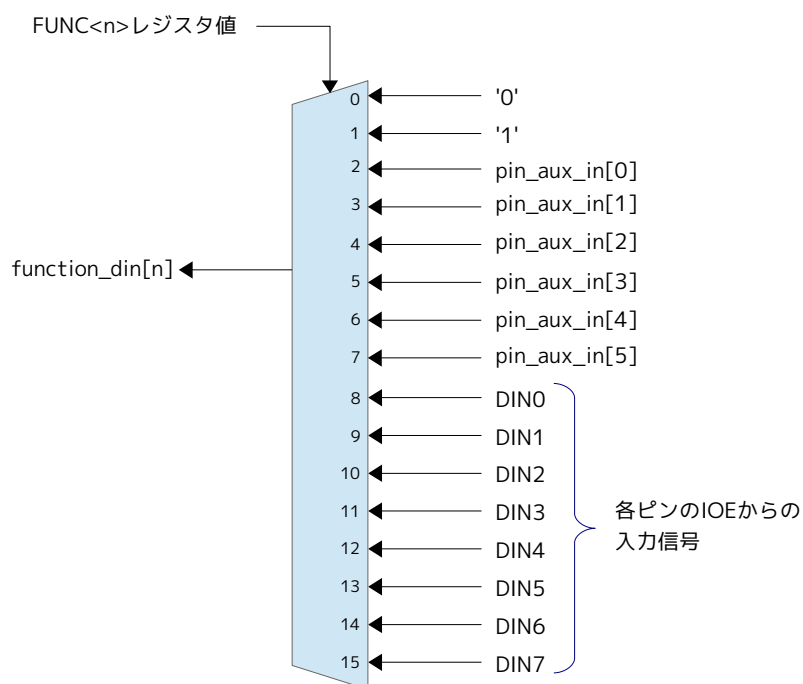 FUNC<n>レジスタ値
0
'0'
1
'1'
2
pin_aux_in[0]
3
pin_aux_in[1]
4
pin_aux_in[2]
function_din[n]
5
pin_aux_in[3]
6
pin_aux_in[4]
7
pin_aux_in[5]
8
DIN0
9
DIN1
10
DIN2
11
DIN3
12
DIN4
13
DIN5
14
DIN6
15
DIN7
各ピンのIOEからの
入力信号